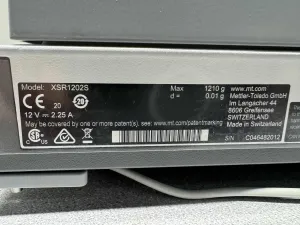 Model: XSR1202S Max 1210 g www.mt.com
d = 0.01 g Mettler-Toledo GmbH
CE 20 20 Im Langacher 44
12 V ⎓ 2.25 A 8606 Greifensee
SWITZERLAND
May be covered by one or more patents(s), see: www.mt.com/patentmarking
Made in Switzerland
S/N C046482012